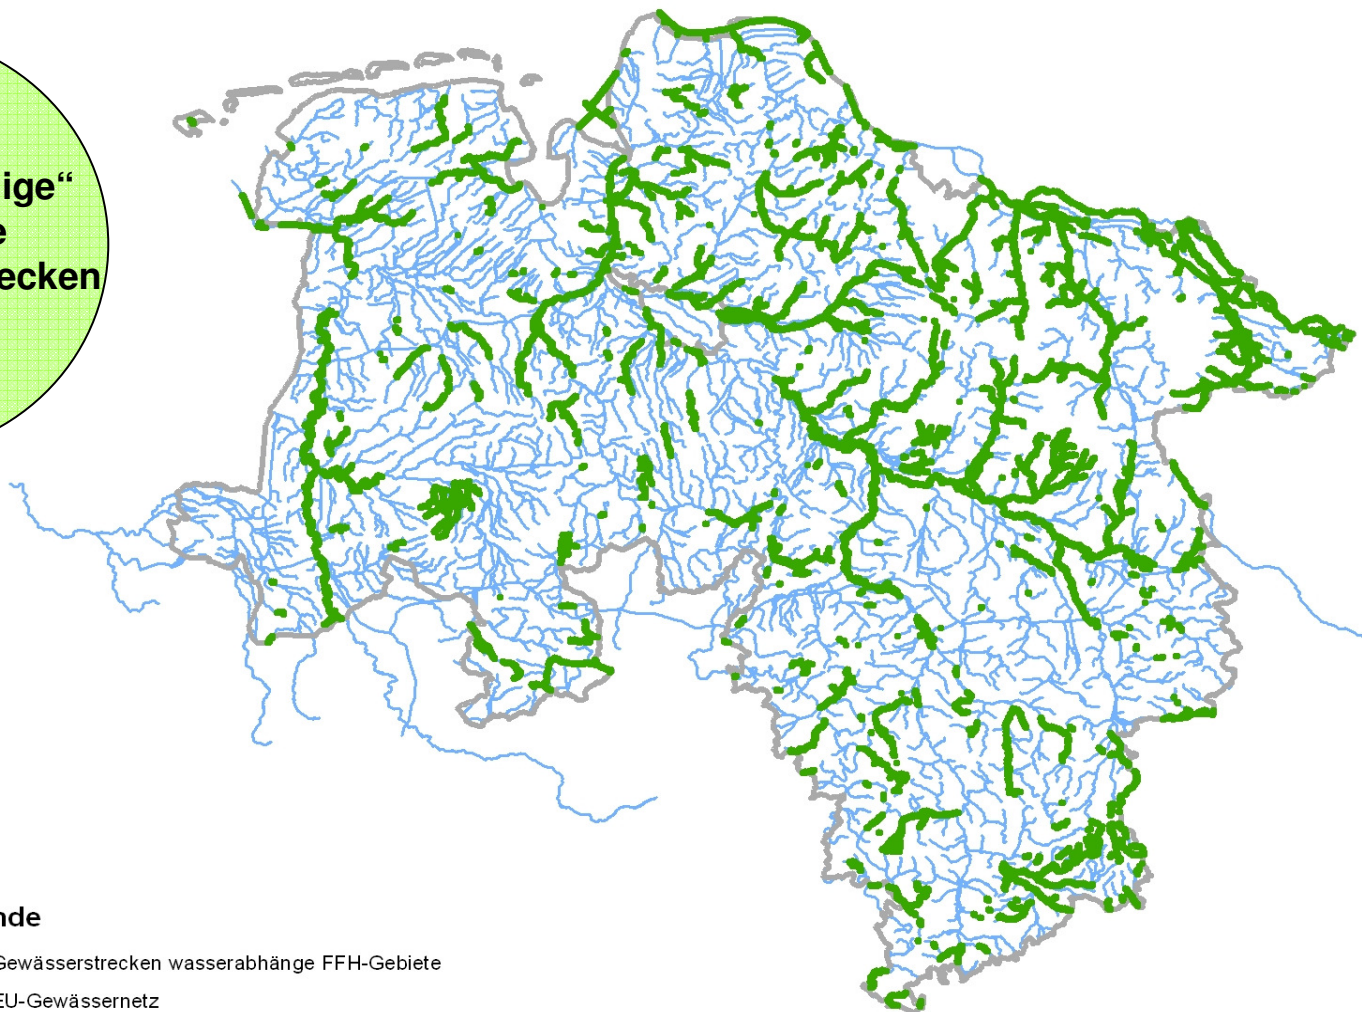 ige“
e
ecken
nde
Gewässerstrecken wasserabhänge FFH-Gebiete
EU-Gewässernetz